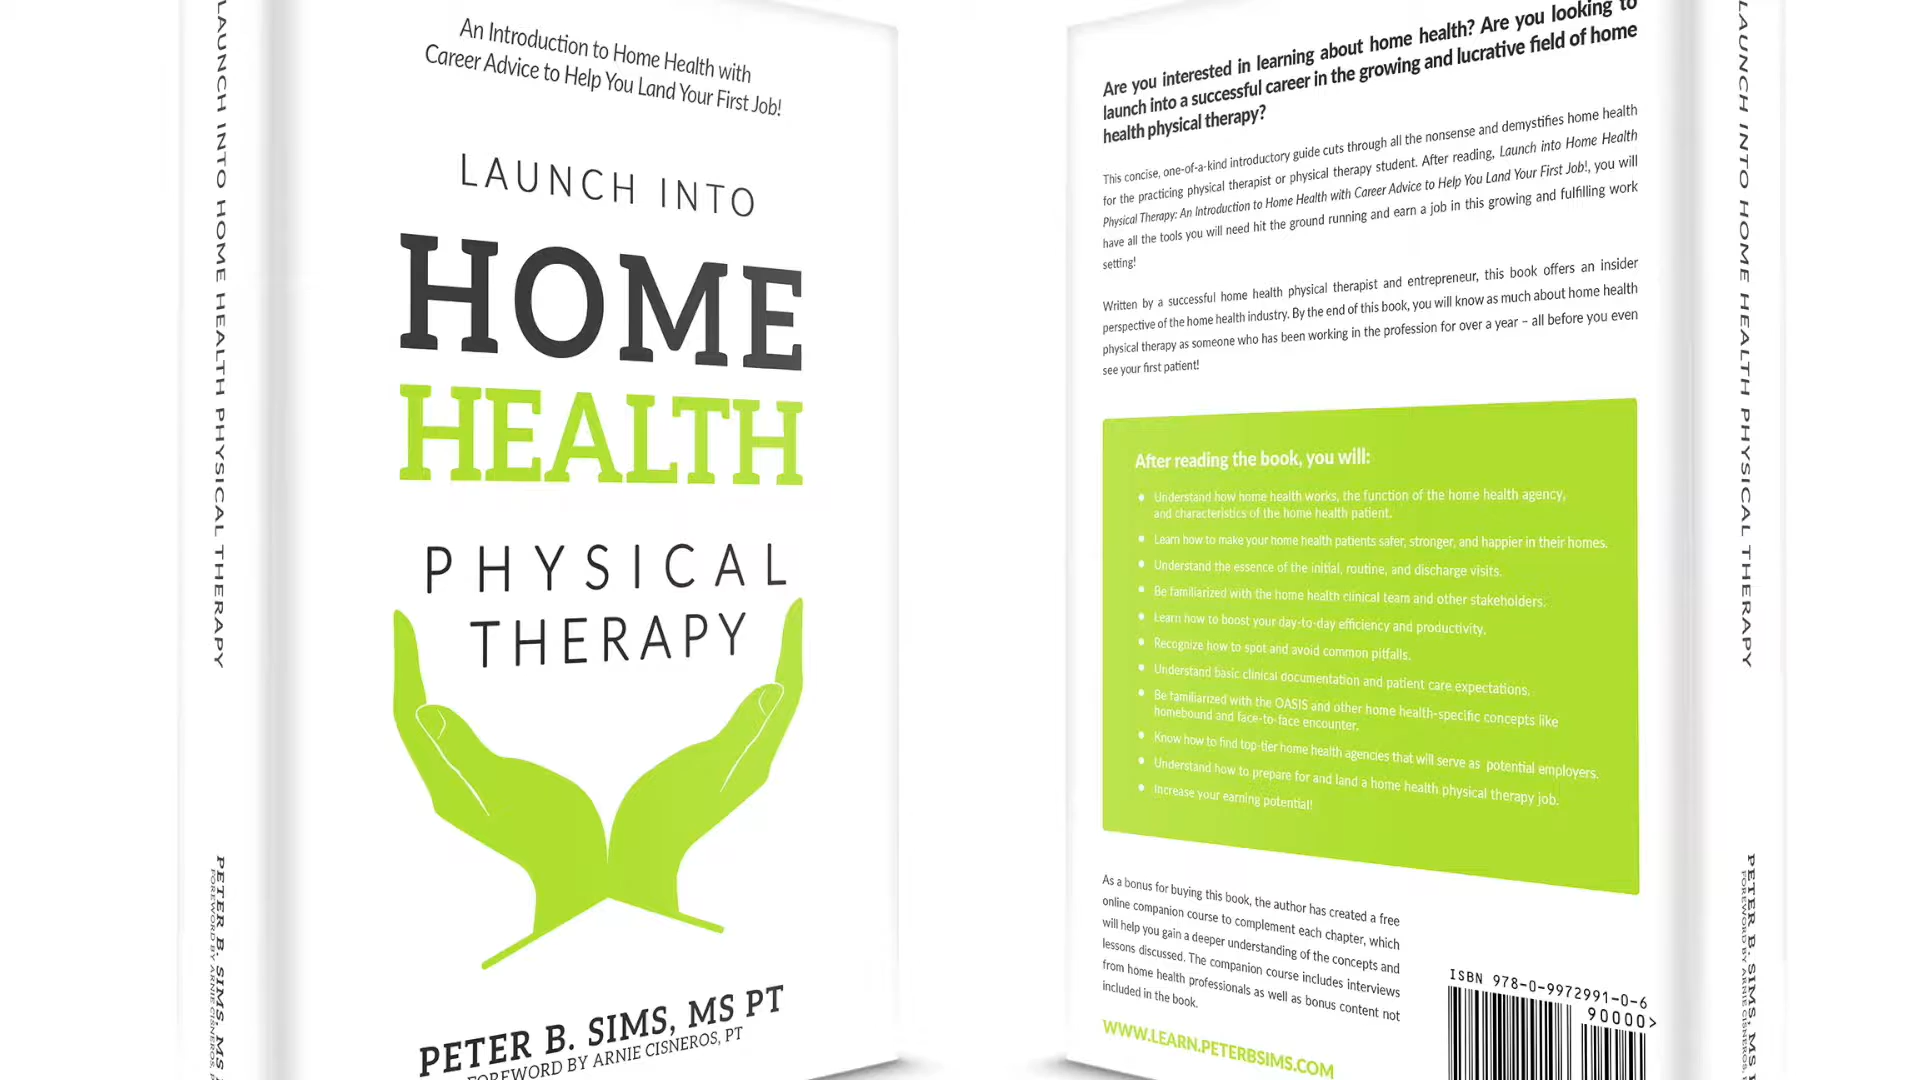 LAUNCH INTO HOME HEALTH PHYSICAL THERAPY
PETER B. SIMS, MS
FOREWORD BY ARNIE CISNEROS,
An Introduction to Home Health with
Career Advice to Help You Land Your First Job!
LAUNCH INTO
HOME
HEALTH
PHYSICAL
THERAPY
PETER B. SIMS, MS PT
FOREWORD BY ARNIE CISNEROS, PT
Are you interested in learning about home health? Are you looking to
launch into a successful career in the growing and lucrative field of home
health physical therapy?
This concise, one-of-a-kind introductory guide cuts through all the nonsense and demystifies home health
for the practicing physical therapist or physical therapy student. After reading, Launch into Home Health
Physical Therapy: An Introduction to Home Health with Career Advice to Help You Land Your First Job!, you will
have all the tools you will need hit the ground running and earn a job in this growing and fulfilling work
setting!
Written by a successful home health physical therapist and entrepreneur, this book offers an insider
perspective of the home health industry. By the end of this book, you will know as much about home health
physical therapy as someone who has been working in the profession for over a year – all before you even
see your first patient!
After reading the book, you will:
• Understand how home health works, the function of the home health agency,
and characteristics of the home health patient.
• Learn how to make your home health patients safer, stronger, and happier in their homes.
• Understand the essence of the initial, routine, and discharge visits.
• Be familiarized with the home health clinical team and other stakeholders.
• Learn how to boost your day-to-day efficiency and productivity.
• Recognize how to spot and avoid common pitfalls.
• Understand basic clinical documentation and patient care expectations.
• Be familiarized with the OASIS and other home health-specific concepts like
homebound and face-to-face encounter.
• Know how to find top-tier home health agencies that will serve as potential employers.
• Understand how to prepare for and land a home health physical therapy job.
• Increase your earning potential!
As a bonus for buying this book, the author has created a free
online companion course to complement each chapter, which
will help you gain a deeper understanding of the concepts and
lessons discussed. The companion course includes interviews
from home health professionals as well as bonus content not
included in the book.
WWW.LEARN.PETERBSIMS.COM
ISBN 978-0-9972991-0-6
90000>
LAUNCH INTO HOME HEALTH PHYSICAL THERAPY
PETER B. SIMS, MS
FOREWORD BY ARNIE CISNEROS,